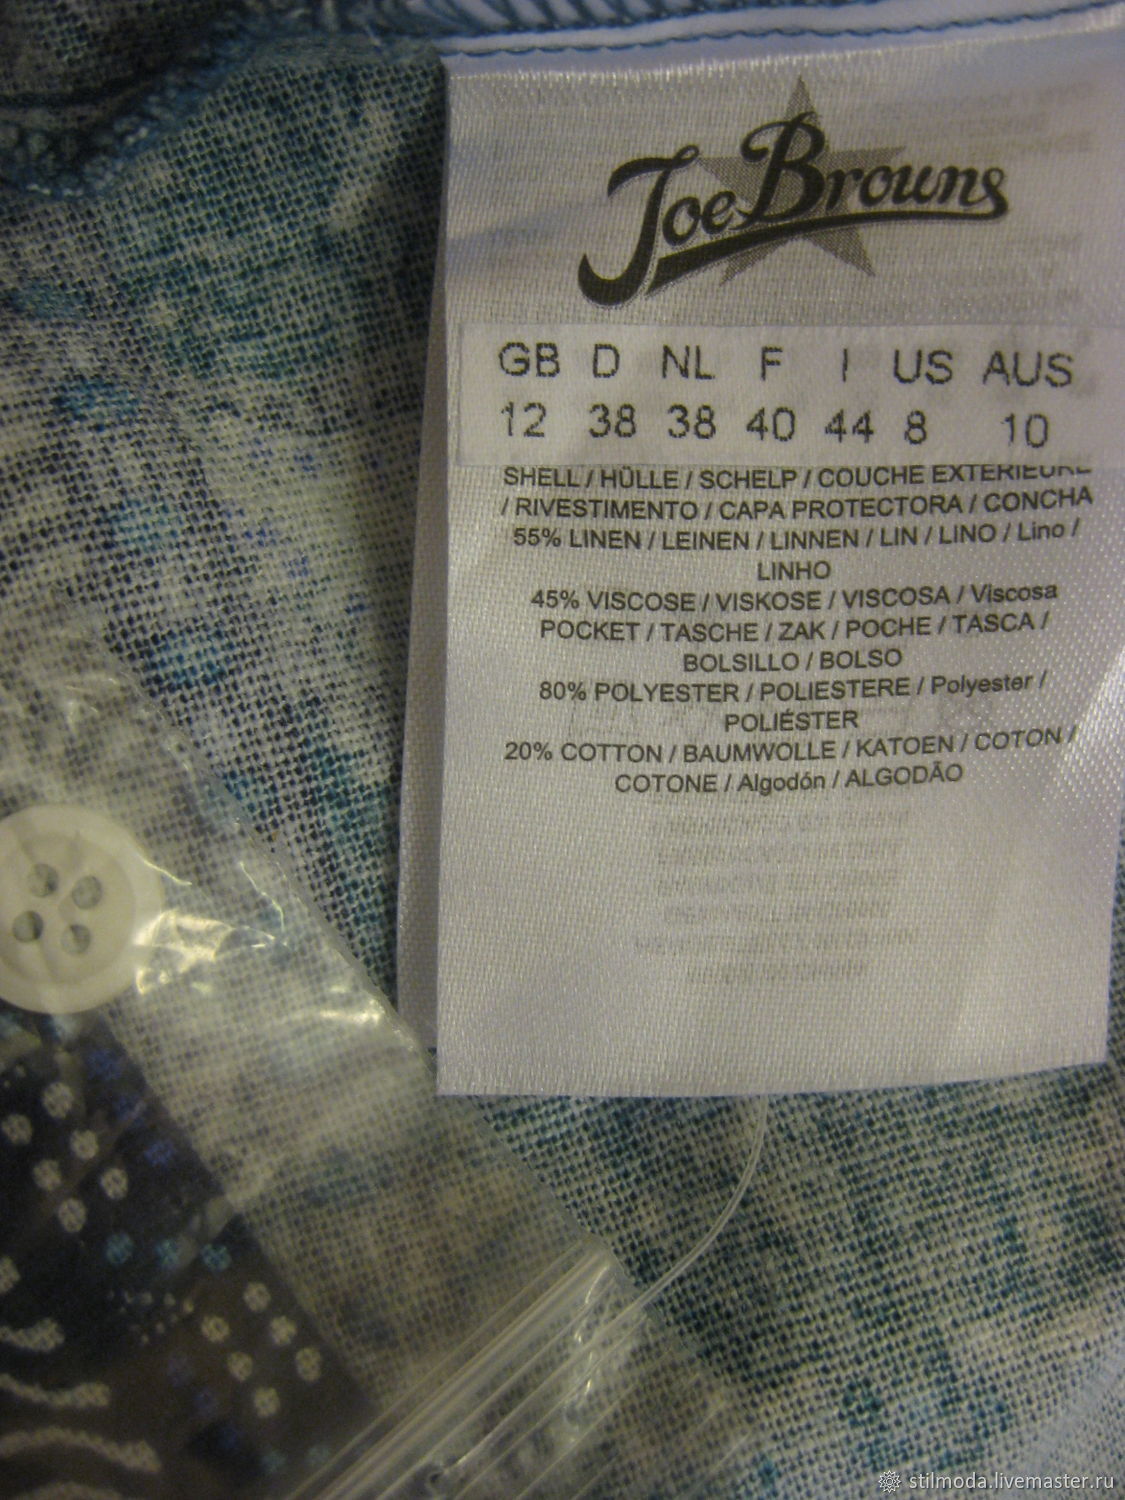 Joe Browns
GB D NL F I US AUS
12 38 38 40 44 8 10
SHELL / HÜLLE / SCHELP / COUCHE EXTERIEURE
/ RIVESTIMENTO / CAPA PROTECTORA / CONCHA
55% LINEN / LEINEN / LINNEN / LIN / LINO / Lino /
LINHO
45% VISCOSE / VISKOSE / VISCOSA / Viscosa
POCKET / TASCHE / ZAK / POCHE / TASCA /
BOLSILLO / BOLSO
80% POLYESTER / POLIESTERE / Polyester /
POLIÉSTER
20% COTTON / BAUMWOLLE / KATOEN / COTON /
COTONE / Algodón / ALGODÃO
stilmoda.livemaster.ru